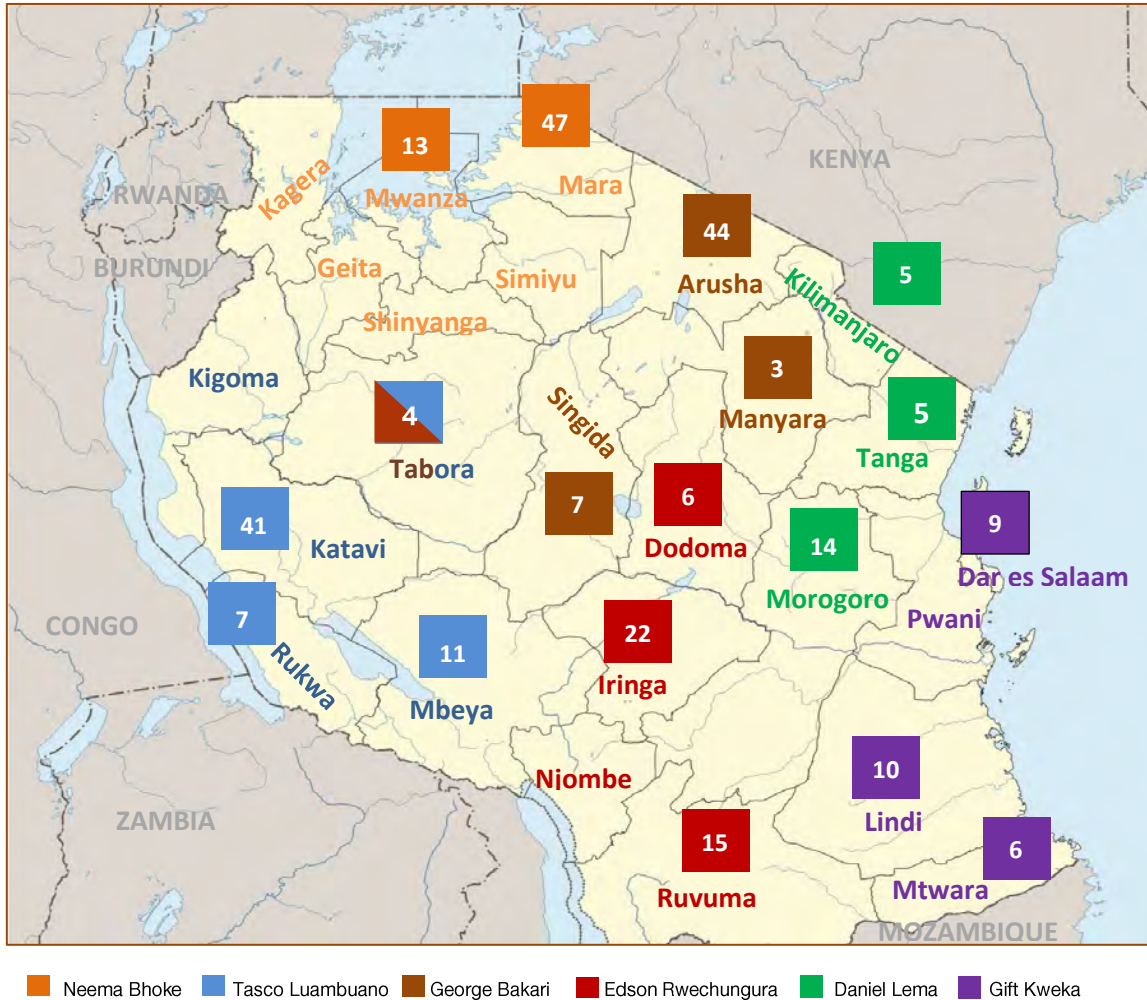 47
13
KENYA
Mara
RWANDA
Kagera
Mwanza
44
5
BURUNDI
Geita
Simiyu
Arusha
Kilimanjaro
Shinyanga
Kigoma
3
4
Singida
Manyara
5
Tabora
Tanga
6
7
41
9
Katavi
Dodoma
14
Dar es Salaam
Morogoro
Pwani
CONGO
7
22
11
Rukwa
Iringa
Mbeya
10
Njombe
ZAMBIA
Lindi
15
6
Ruvuma
Mtwara
MOZAMBIQUE
Neema Bhoke Tasco Luambuano George Bakari Edson Rwechungura Daniel Lema Gift Kweka